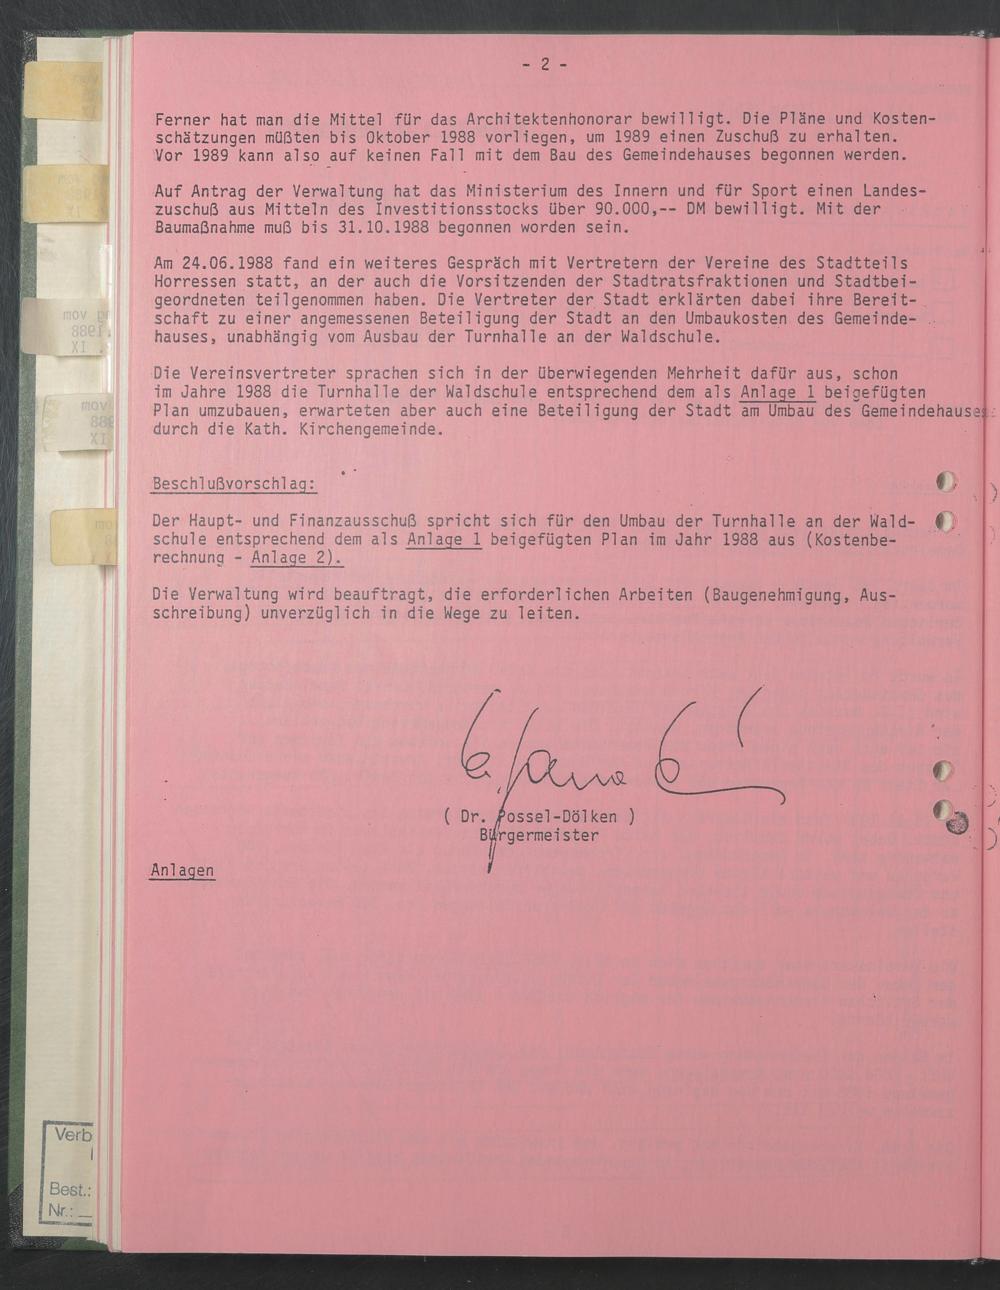 - 2 -
Ferner hat man die Mittel für das Architektenhonorar bewilligt. Die Pläne und Kosten-
schätzungen müßten bis Oktober 1988 vorliegen, um 1989 einen Zuschuß zu erhalten.
Vor 1989 kann also auf keinen Fall mit dem Bau des Gemeindehauses begonnen werden.
Auf Antrag der Verwaltung hat das Ministerium des Innern und für Sport einen Landes-
zuschuß aus Mitteln des Investitionsstocks über 90.000,-- DM bewilligt. Mit der
Baumaßnahme muß bis 31.10.1988 begonnen worden sein.
Am 24.06.1988 fand ein weiteres Gespräch mit Vertretern der Vereine des Stadtteils
Horressen statt, an der auch die Vorsitzenden der Stadtratsfraktionen und Stadtbei-
geordneten teilgenommen haben. Die Vertreter der Stadt erklärten dabei ihre Bereit-
schaft zu einer angemessenen Beteiligung der Stadt an den Umbaukosten des Gemeinde-
hauses, unabhängig vom Ausbau der Turnhalle an der Waldschule.
Die Vereinsvertreter sprachen sich in der überwiegenden Mehrheit dafür aus, schon
im Jahre 1988 die Turnhalle der Waldschule entsprechend dem als Anlage 1 beigefügten
Plan umzubauen, erwarteten aber auch eine Beteiligung der Stadt am Umbau des Gemeindehauses
durch die Kath. Kirchengemeinde.
Beschlußvorschlag:
Der Haupt- und Finanzausschuß spricht sich für den Umbau der Turnhalle an der Wald-
schule entsprechend dem als Anlage 1 beigefügten Plan im Jahr 1988 aus (Kostenbe-
rechnung - Anlage 2).
Die Verwaltung wird beauftragt, die erforderlichen Arbeiten (Baugenehmigung, Aus-
schreibung) unverzüglich in die Wege zu leiten.
( Dr. Possel-Dölken )
Bürgermeister
Anlagen
Verb
Best.:
Nr.: